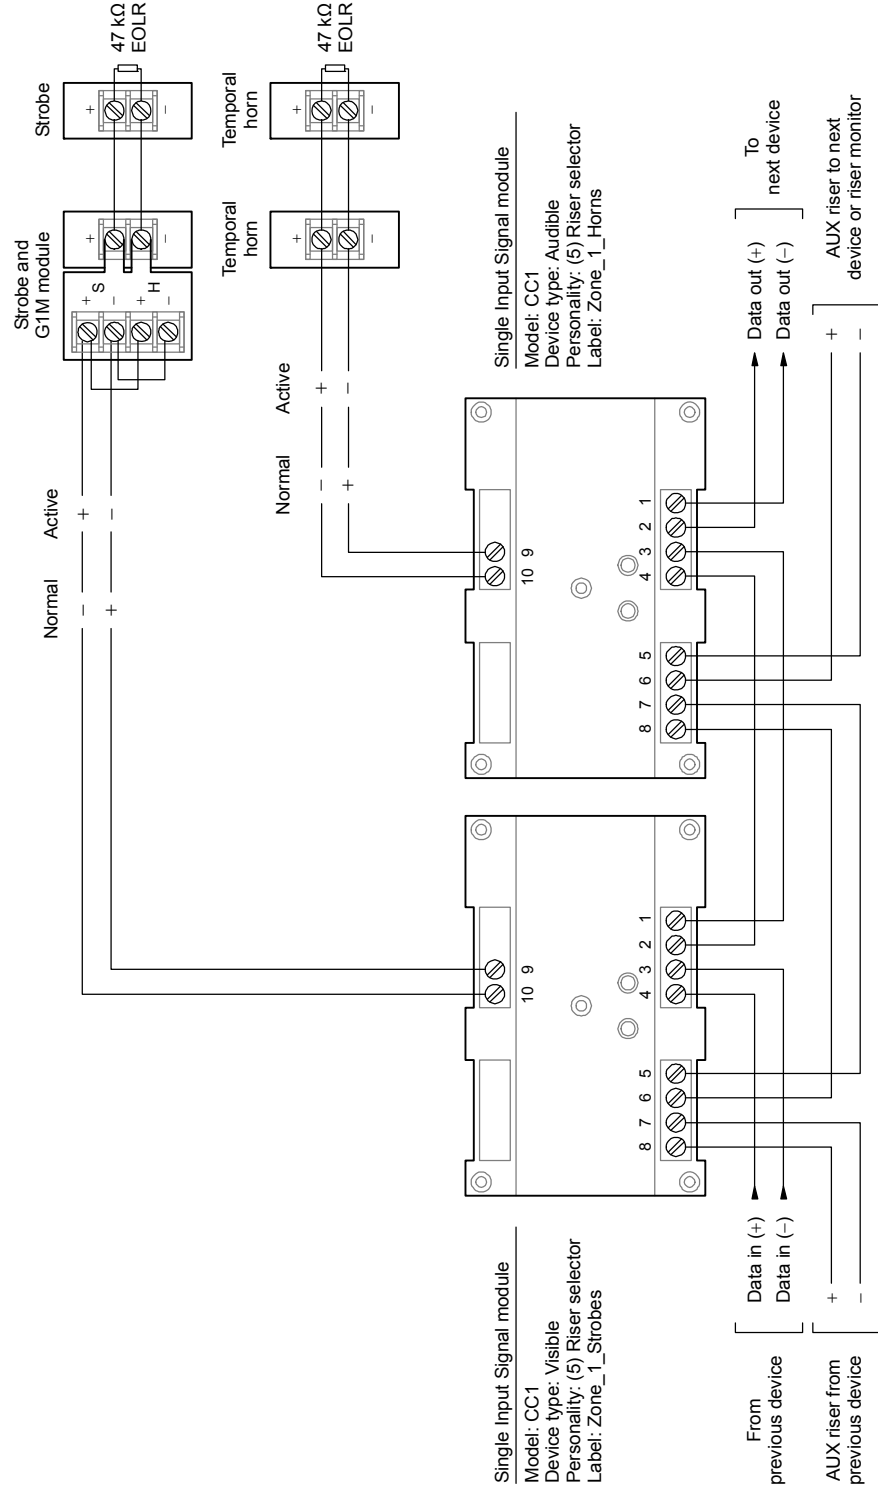 47 kΩ
EOLR
Strobe
+
−
Strobe and
G1M module
+
−
+
S
−
+
H
−
Normal
Active
−
+
+
−
47 kΩ
EOLR
Temporal
horn
+
−
Temporal
horn
+
−
Normal
Active
−
+
+
−
Single Input Signal module
Model: CC1
Device type: Audible
Personality: (5) Riser selector
Label: Zone_1_Horns
10 9
8 7 6 5
4 3 2 1
Single Input Signal module
Model: CC1
Device type: Visible
Personality: (5) Riser selector
Label: Zone_1_Strobes
10 9
8 7 6 5
4 3 2 1
From
previous device
Data in (+)
Data in (−)
AUX riser from
previous device
+
−
Data out (+)
Data out (−)
To
next device
+
−
AUX riser to next
device or riser monitor